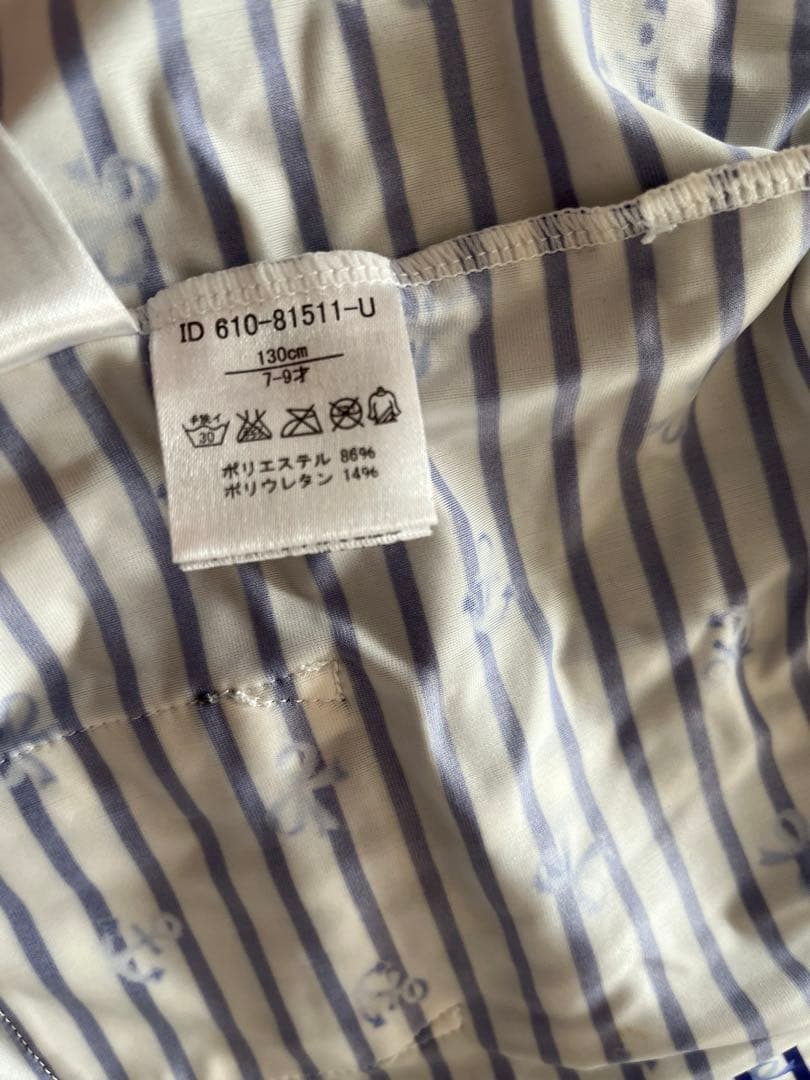 ID 610-81511-U
130cm
7-9才
手洗イ
30
ポリエステル 86%
ポリウレタン 14%